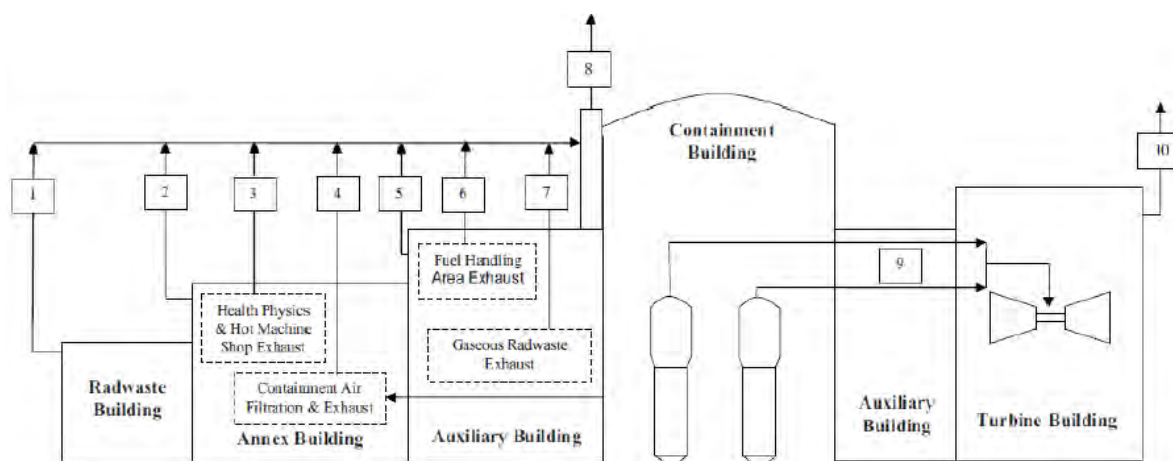 8
Containment
Building
10
1
2
3
4
5
6
7
Fuel Handling
Area Exhaust
9
Health Physics
& Hot Machine
Shop Exhaust
Gaseous Radwaste
Exhaust
Radwaste
Building
Containment Air
Filtration & Exhaust
Annex Building
Auxiliary Building
Auxiliary
Building
Turbine Building